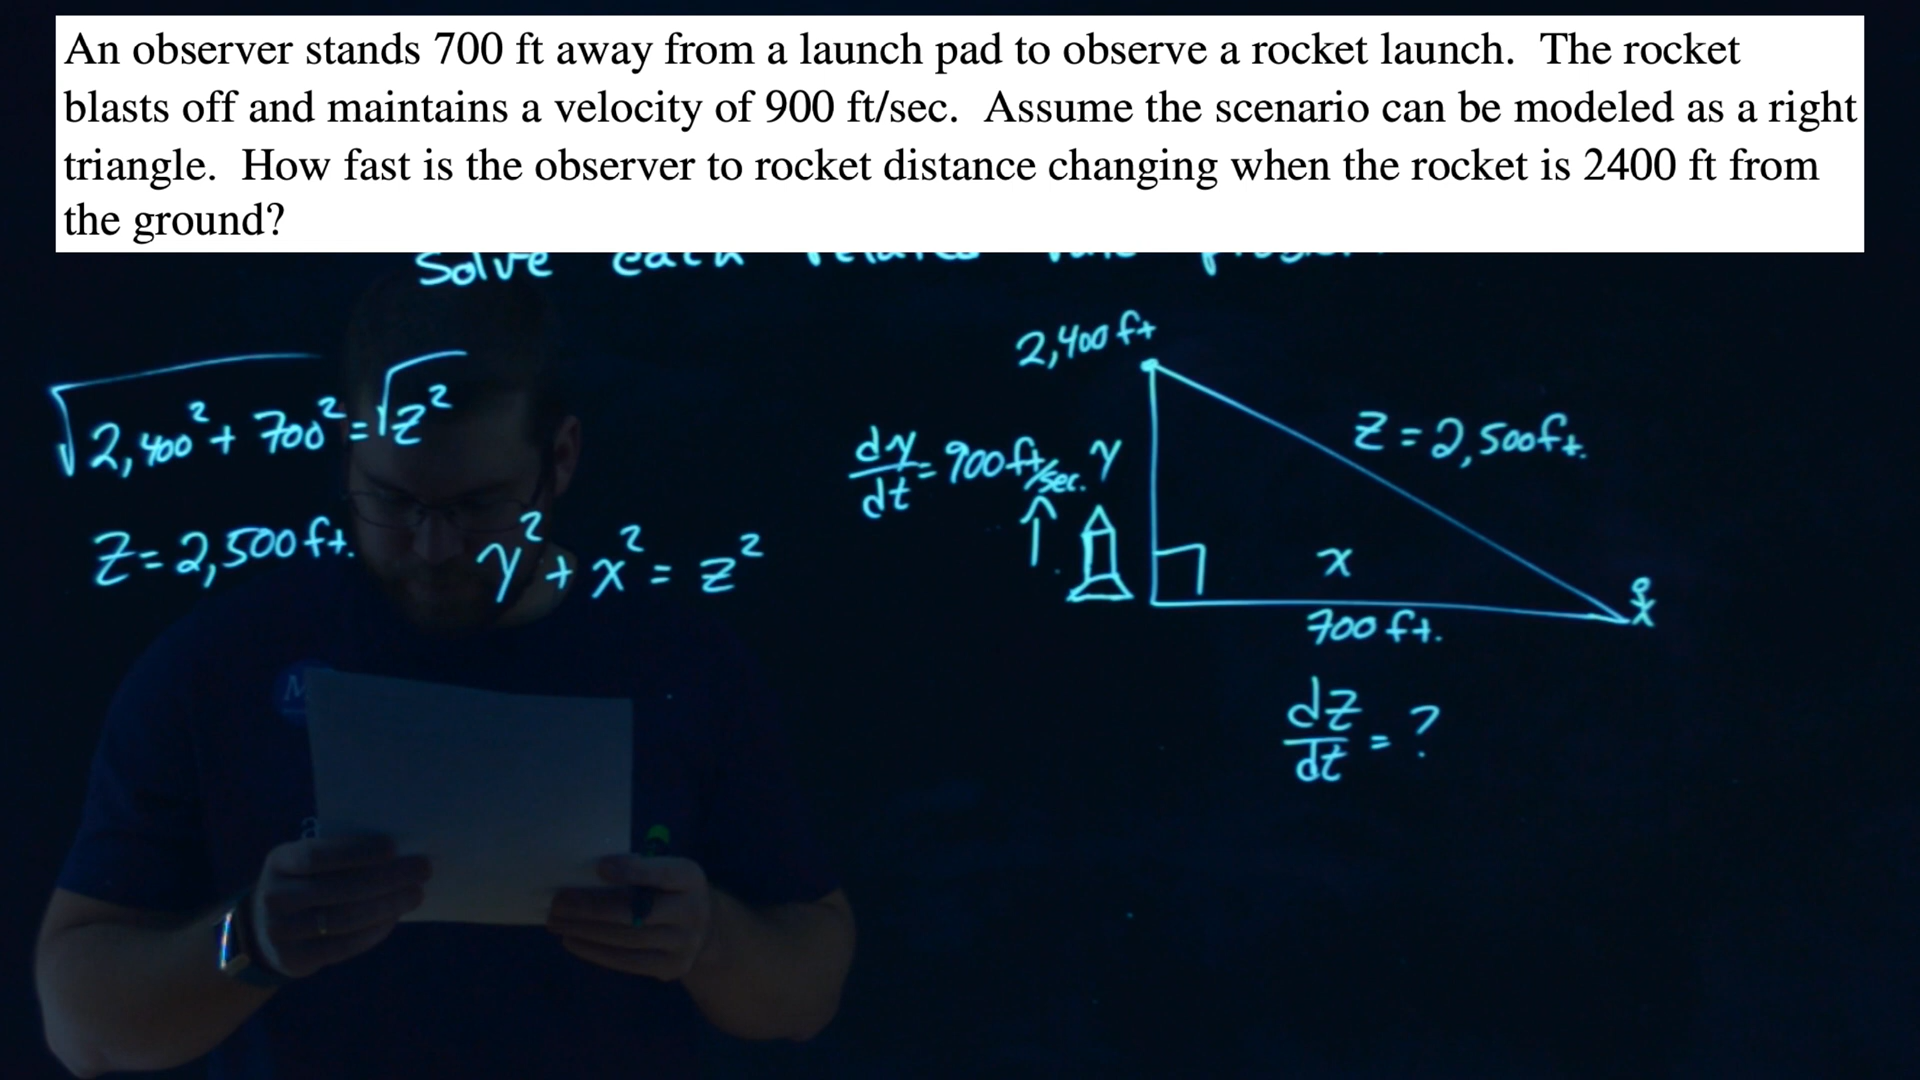 An observer stands 700 ft away from a launch pad to observe a rocket launch. The rocket
blasts off and maintains a velocity of 900 ft/sec. Assume the scenario can be modeled as a right
triangle. How fast is the observer to rocket distance changing when the rocket is 2400 ft from
the ground?
Solve each related rate problem
2,400 ft
√2,400² + 700² = √z²
z = 2,500 ft.
y² + x² = z²
dy/dt = 900 ft/sec.
y
z = 2,500 ft.
x
700 ft.
dz/dt = ?
M